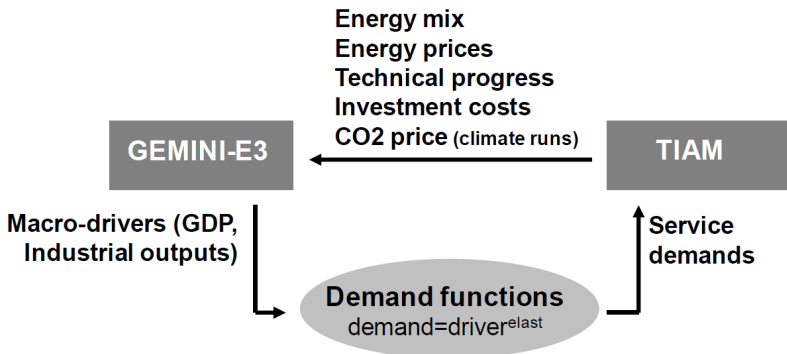 Energy mix
Energy prices
Technical progress
Investment costs
CO2 price (climate runs)
GEMINI-E3
TIAM
Macro-drivers (GDP,
Industrial outputs)
Service
demands
Demand functions
demand=driverᵉˡᵃˢᵗ